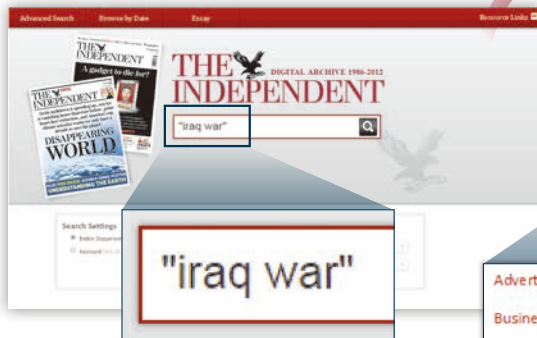 Advanced Search Browse by Date Essay Resource Links
THE INDEPENDENT
A gadget to die for?
THE INDEPENDENT
DISAPPEARING
WORLD
UNDERSTANDING THE EARTH
THE
DIGITAL ARCHIVE 1986-2012
INDEPENDENT
"iraq war"
Search Settings
Entire Document
Keyword
"iraq war"
Advert
Busine